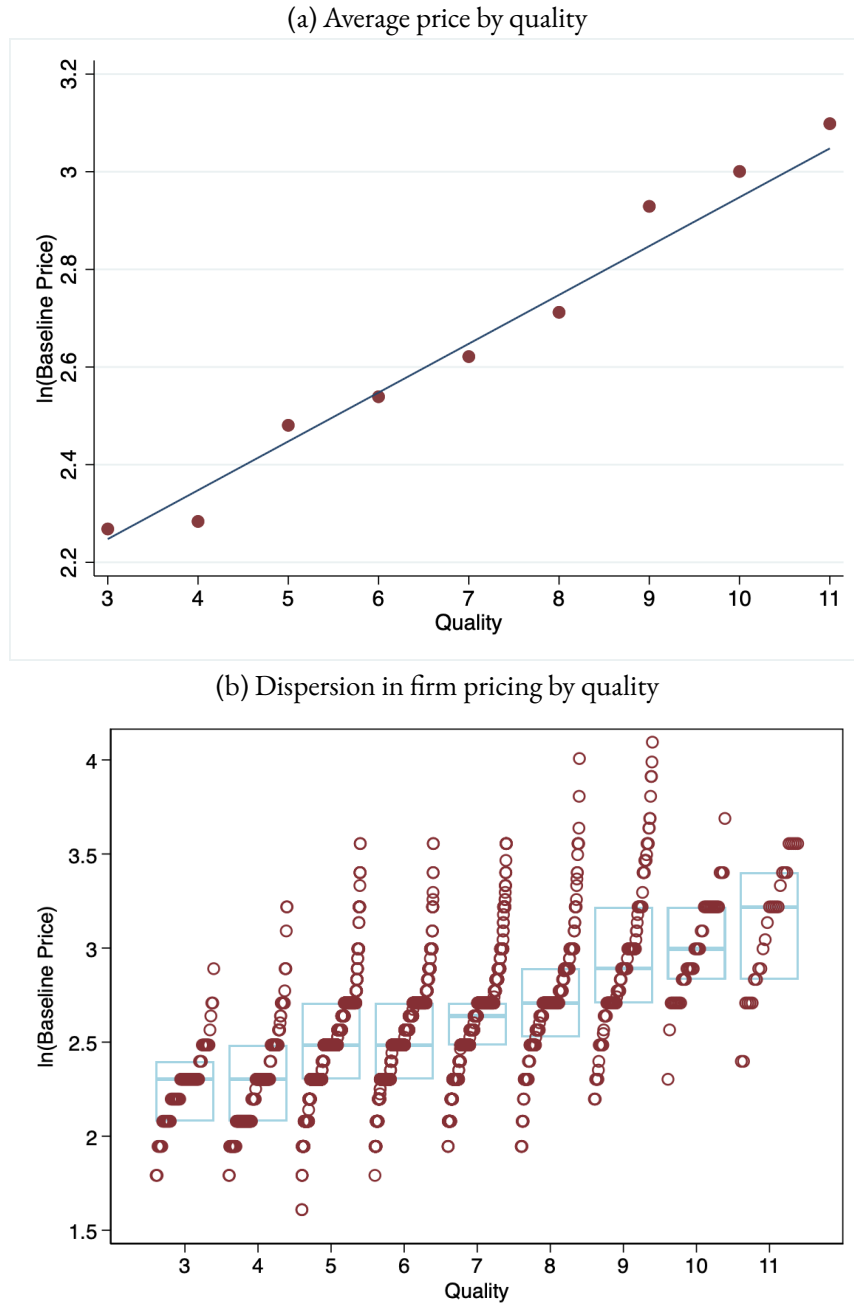 (a) Average price by quality
3.2
3
2.8
2.6
2.4
2.2
ln(Baseline Price)
3 4 5 6 7 8 9 10 11
Quality
(b) Dispersion in firm pricing by quality
4
3.5
3
2.5
2
1.5
ln(Baseline Price)
3 4 5 6 7 8 9 10 11
Quality